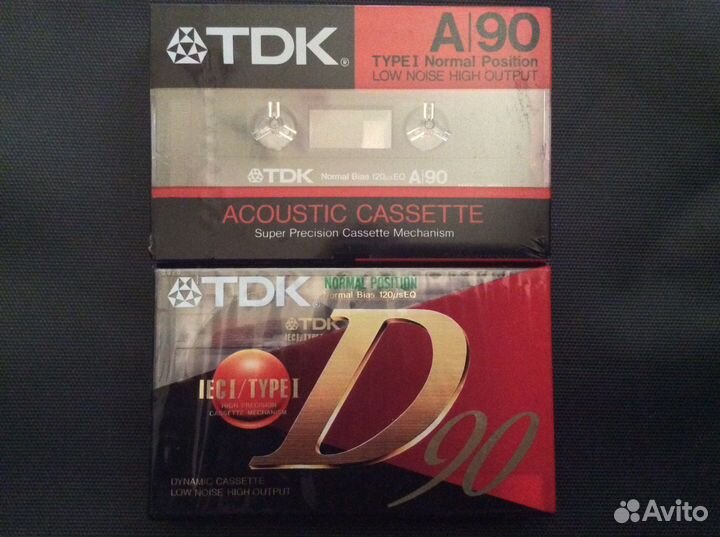 TDK®
A|90
TYPE I Normal Position
LOW NOISE HIGH OUTPUT
TDK Normal Bias 120µs EQ A|90
ACOUSTIC CASSETTE
Super Precision Cassette Mechanism
TDK®
NORMAL POSITION
Normal Bias 120µs EQ
TDK
IEC I / TYPE I
HIGH PRECISION
CASSETTE MECHANISM
D 90
DYNAMIC CASSETTE
LOW NOISE HIGH OUTPUT
Avito